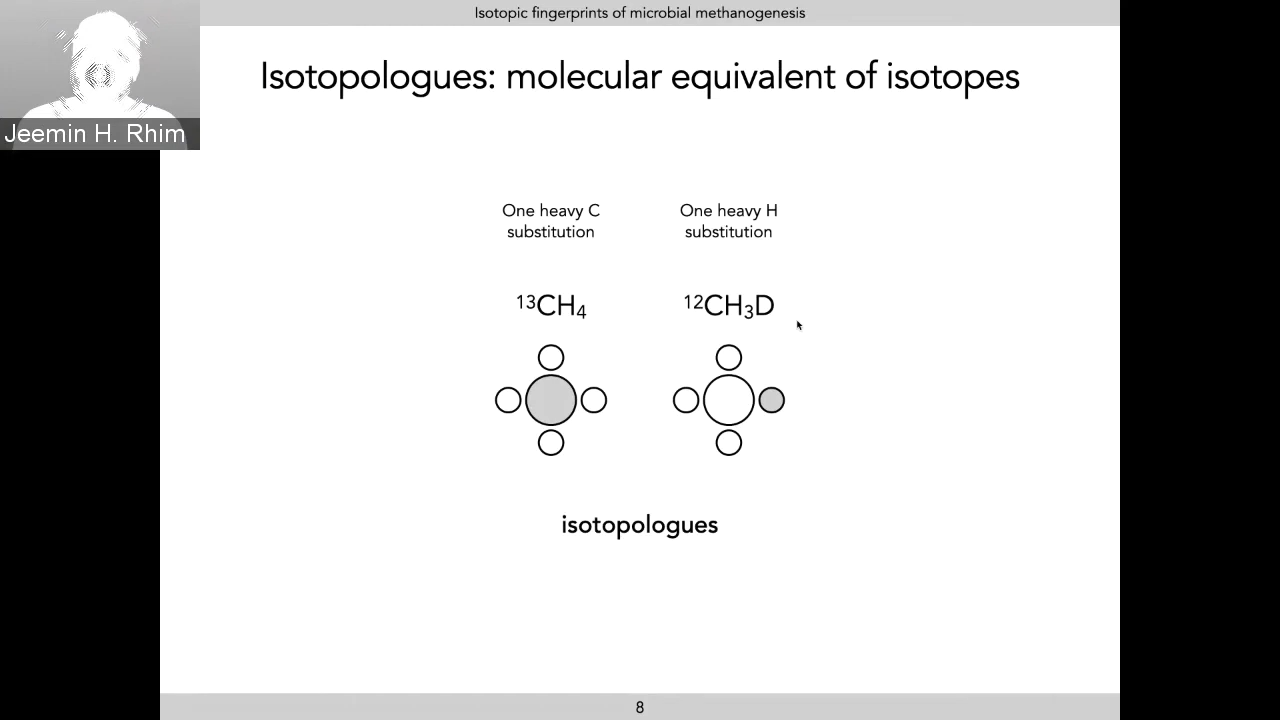 Isotopic fingerprints of microbial methanogenesis
Isotopologues: molecular equivalent of isotopes
Jeemin H. Rhim
One heavy C
substitution
One heavy H
substitution
¹³CH₄
¹²CH₃D
isotopologues
8